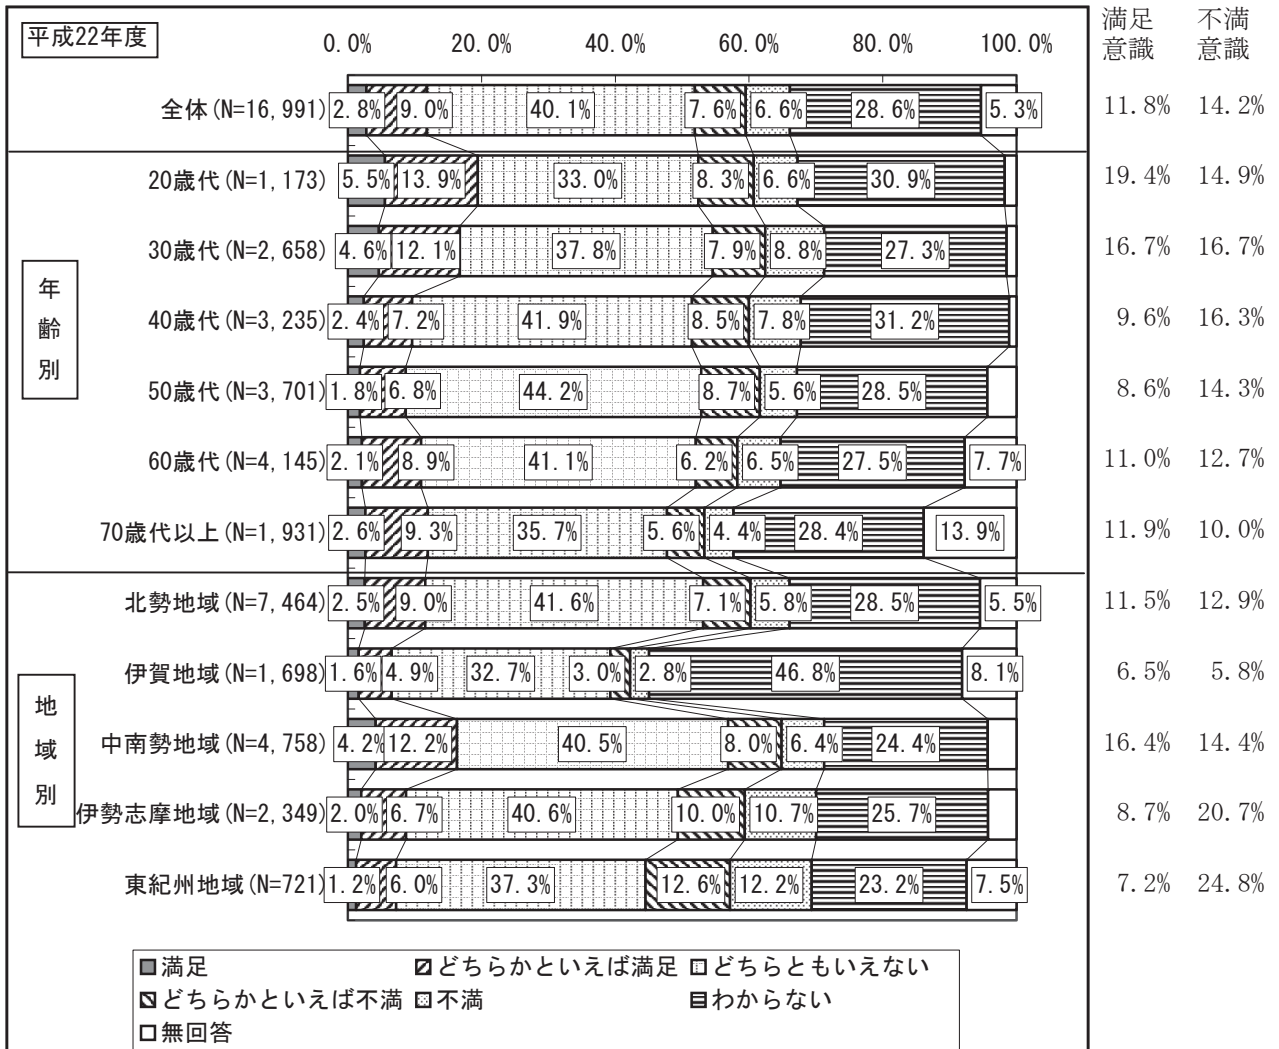 満足 不満
意識 意識
平成22年度
0.0% 20.0% 40.0% 60.0% 80.0% 100.0%
全体(N=16,991) 2.8% 9.0% 40.1% 7.6% 6.6% 28.6% 5.3% 11.8% 14.2%
年齢別
20歳代(N=1,173) 5.5% 13.9% 33.0% 8.3% 6.6% 30.9% 19.4% 14.9%
30歳代(N=2,658) 4.6% 12.1% 37.8% 7.9% 8.8% 27.3% 16.7% 16.7%
40歳代(N=3,235) 2.4% 7.2% 41.9% 8.5% 7.8% 31.2% 9.6% 16.3%
50歳代(N=3,701) 1.8% 6.8% 44.2% 8.7% 5.6% 28.5% 8.6% 14.3%
60歳代(N=4,145) 2.1% 8.9% 41.1% 6.2% 6.5% 27.5% 7.7% 11.0% 12.7%
70歳代以上(N=1,931) 2.6% 9.3% 35.7% 5.6% 4.4% 28.4% 13.9% 11.9% 10.0%
地域別
北勢地域(N=7,464) 2.5% 9.0% 41.6% 7.1% 5.8% 28.5% 5.5% 11.5% 12.9%
伊賀地域(N=1,698) 1.6% 4.9% 32.7% 3.0% 2.8% 46.8% 8.1% 6.5% 5.8%
中南勢地域(N=4,758) 4.2% 12.2% 40.5% 8.0% 6.4% 24.4% 16.4% 14.4%
伊勢志摩地域(N=2,349) 2.0% 6.7% 40.6% 10.0% 10.7% 25.7% 8.7% 20.7%
東紀州地域(N=721) 1.2% 6.0% 37.3% 12.6% 12.2% 23.2% 7.5% 7.2% 24.8%
満足 どちらかといえば満足 どちらともいえない
どちらかといえば不満 不満 わからない
無回答